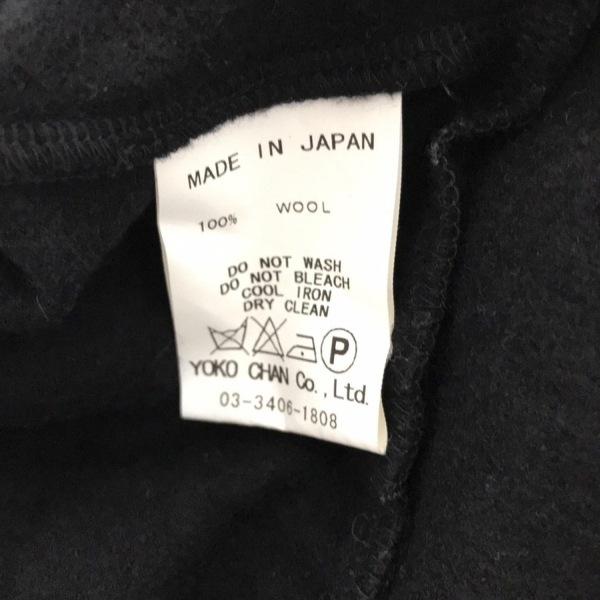 MADE IN JAPAN
100% WOOL
DO NOT WASH
DO NOT BLEACH
COOL IRON
DRY CLEAN
P
YOKO CHAN Co., Ltd.
03-3406-1808